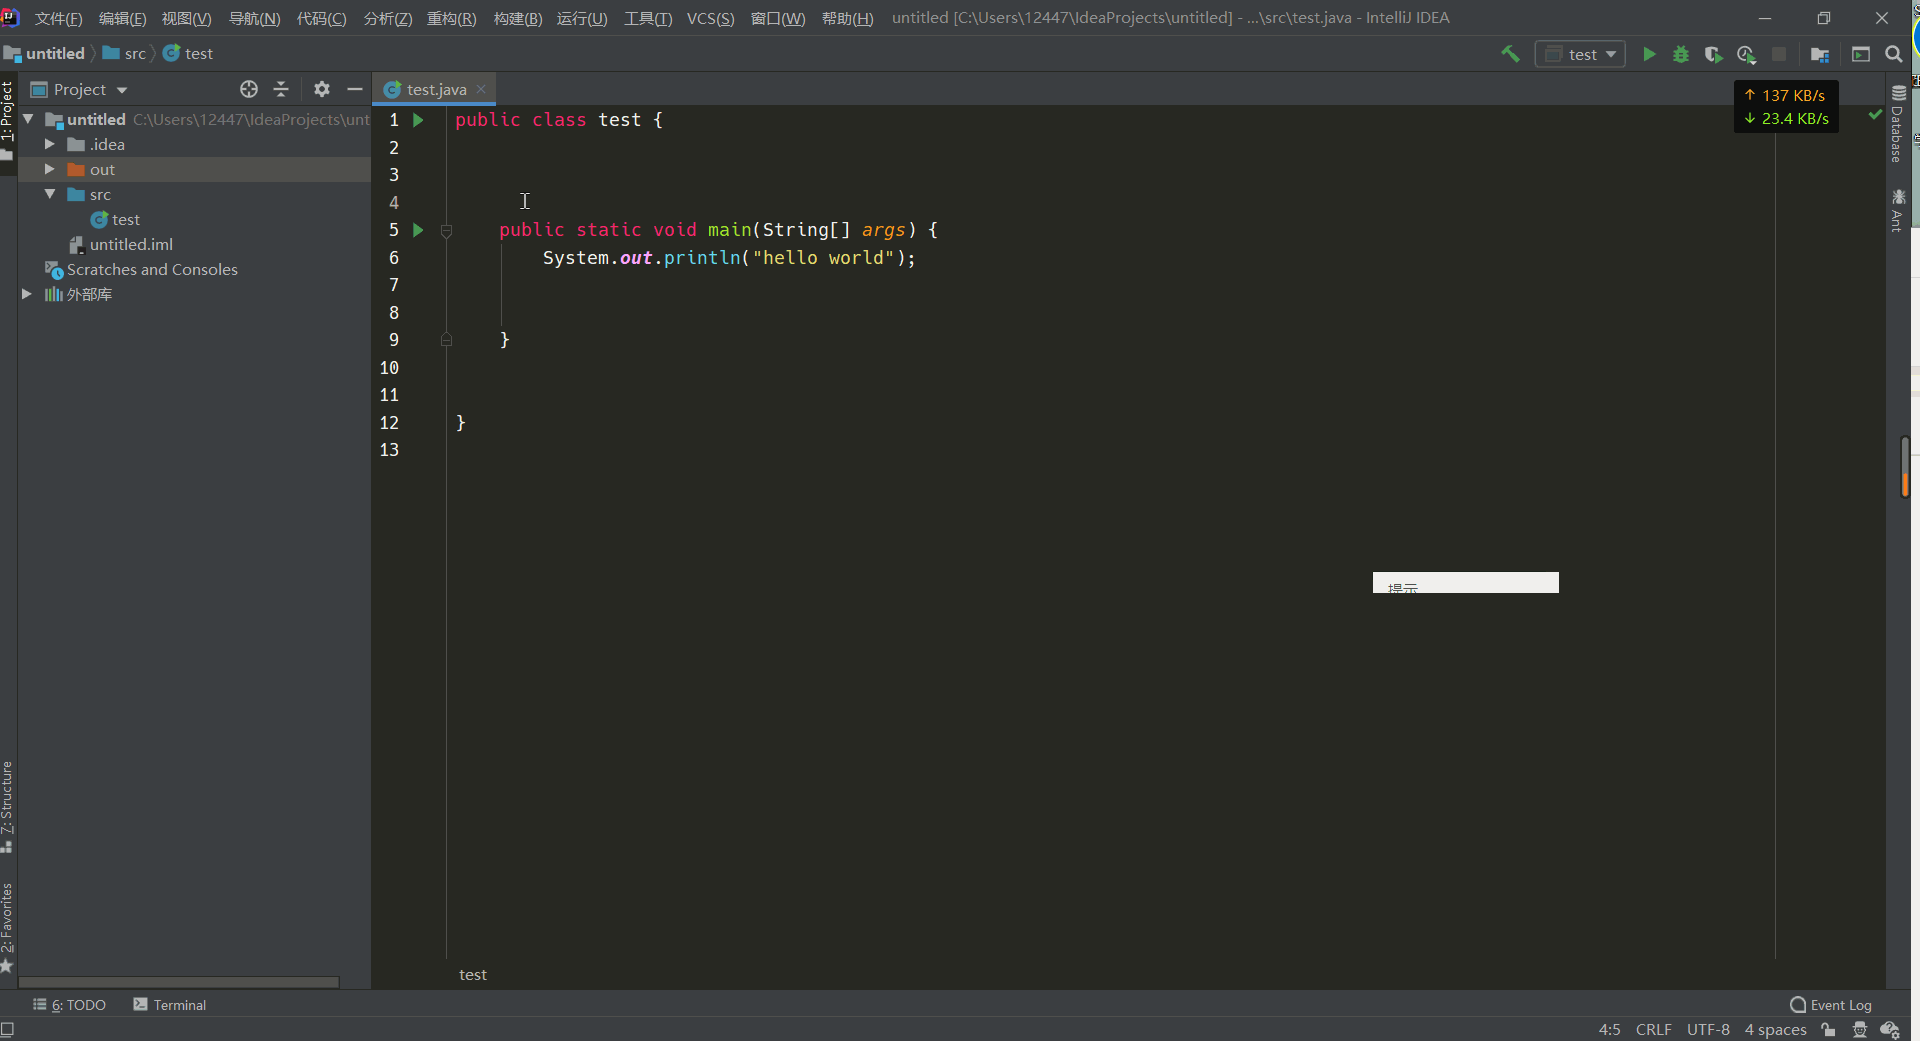 文件(F) 编辑(E) 视图(V) 导航(N) 代码(C) 分析(Z) 重构(R) 构建(B) 运行(U) 工具(T) VCS(S) 窗口(W) 帮助(H) untitled [C:\Users\12447\IdeaProjects\untitled] - ...\src\test.java - IntelliJ IDEA
untitled src test
test
1: Project
Project
test.java
↑ 137 KB/s
↓ 23.4 KB/s
untitled C:\Users\12447\IdeaProjects\unt
.idea
out
src
test
untitled.iml
Scratches and Consoles
外部库
1 public class test {
2
3
4
5 public static void main(String[] args) {
6 System.out.println("hello world");
7
8
9 }
10
11
12 }
13
Database
Ant
提示
7: Structure
2: Favorites
test
6: TODO Terminal
Event Log
4:5 CRLF UTF-8 4 spaces